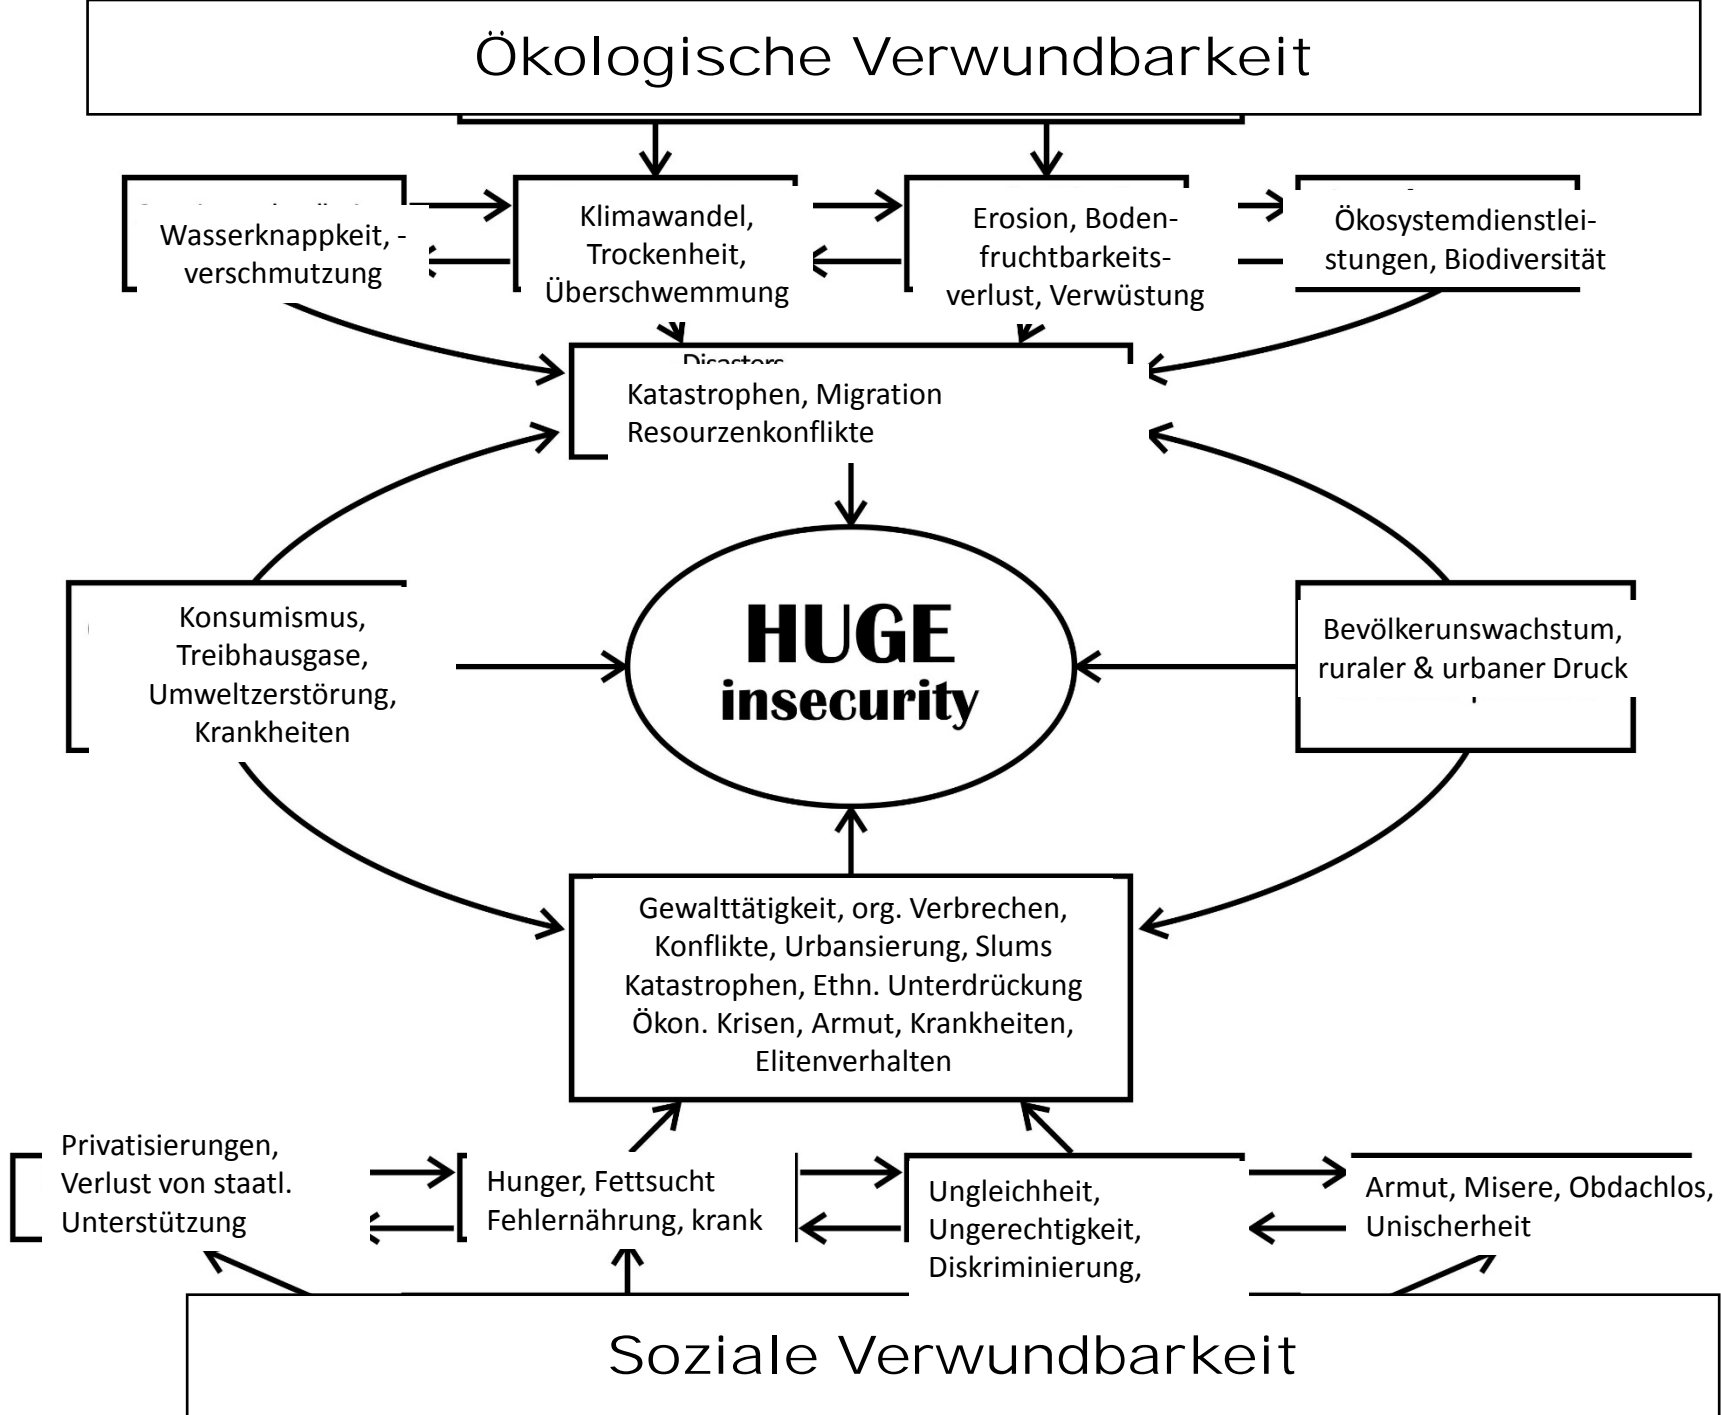 Ökologische Verwundbarkeit
Wasserknappkeit, -
verschmutzung
Klimawandel,
Trockenheit,
Überschwemmung
Erosion, Boden-
fruchtbarkeits-
verlust, Verwüstung
Ökosystemdienstlei-
stungen, Biodiversität
Disasters
Katastrophen, Migration
Resourzenkonflikte
Konsumismus,
Treibhausgase,
Umweltzerstörung,
Krankheiten
HUGE
insecurity
Bevölkerunswachstum,
ruraler & urbaner Druck
Gewalttätigkeit, org. Verbrechen,
Konflikte, Urbansierung, Slums
Katastrophen, Ethn. Unterdrückung
Ökon. Krisen, Armut, Krankheiten,
Elitenverhalten
Privatisierungen,
Verlust von staatl.
Unterstützung
Hunger, Fettsucht
Fehlernährung, krank
Ungleichheit,
Ungerechtigkeit,
Diskriminierung,
Armut, Misere, Obdachlos,
Unischerheit
Soziale Verwundbarkeit